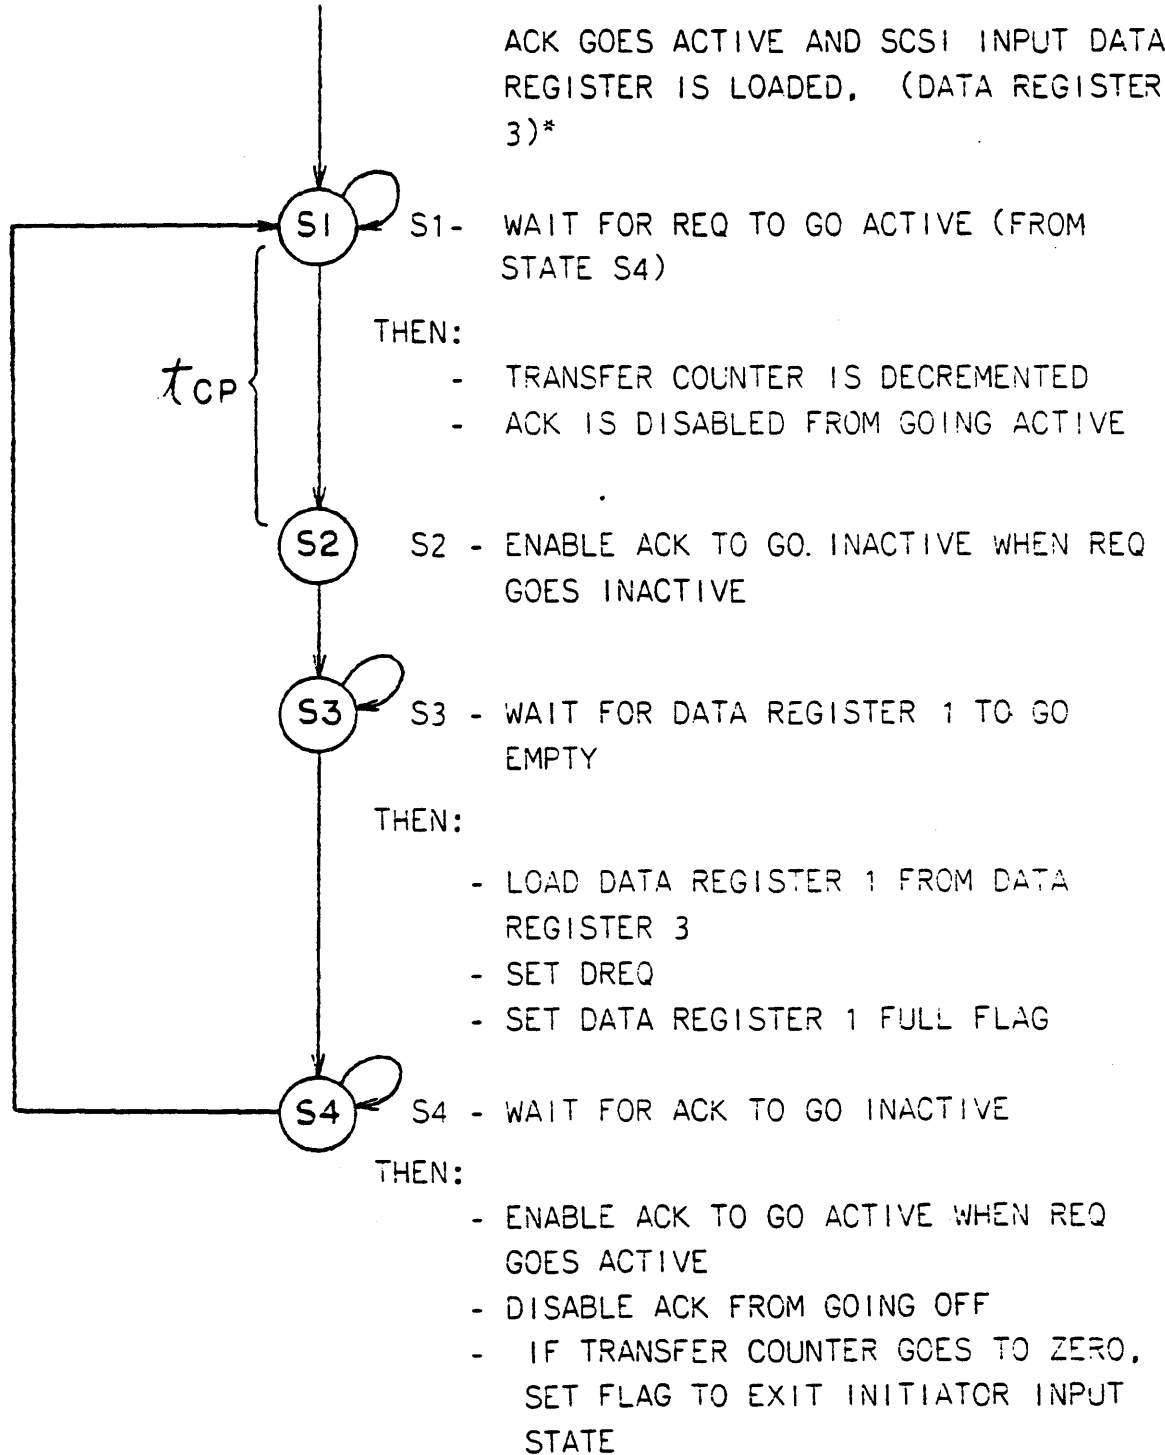 ACK GOES ACTIVE AND SCSI INPUT DATA
REGISTER IS LOADED. (DATA REGISTER
3)*
S1
S1- WAIT FOR REQ TO GO ACTIVE (FROM
STATE S4)
THEN:
tCP
- TRANSFER COUNTER IS DECREMENTED
- ACK IS DISABLED FROM GOING ACTIVE
S2
S2 - ENABLE ACK TO GO. INACTIVE WHEN REQ
GOES INACTIVE
S3
S3 - WAIT FOR DATA REGISTER 1 TO GO
EMPTY
THEN:
- LOAD DATA REGISTER 1 FROM DATA
REGISTER 3
- SET DREQ
- SET DATA REGISTER 1 FULL FLAG
S4
S4 - WAIT FOR ACK TO GO INACTIVE
THEN:
- ENABLE ACK TO GO ACTIVE WHEN REQ
GOES ACTIVE
- DISABLE ACK FROM GOING OFF
- IF TRANSFER COUNTER GOES TO ZERO,
SET FLAG TO EXIT INITIATOR INPUT
STATE